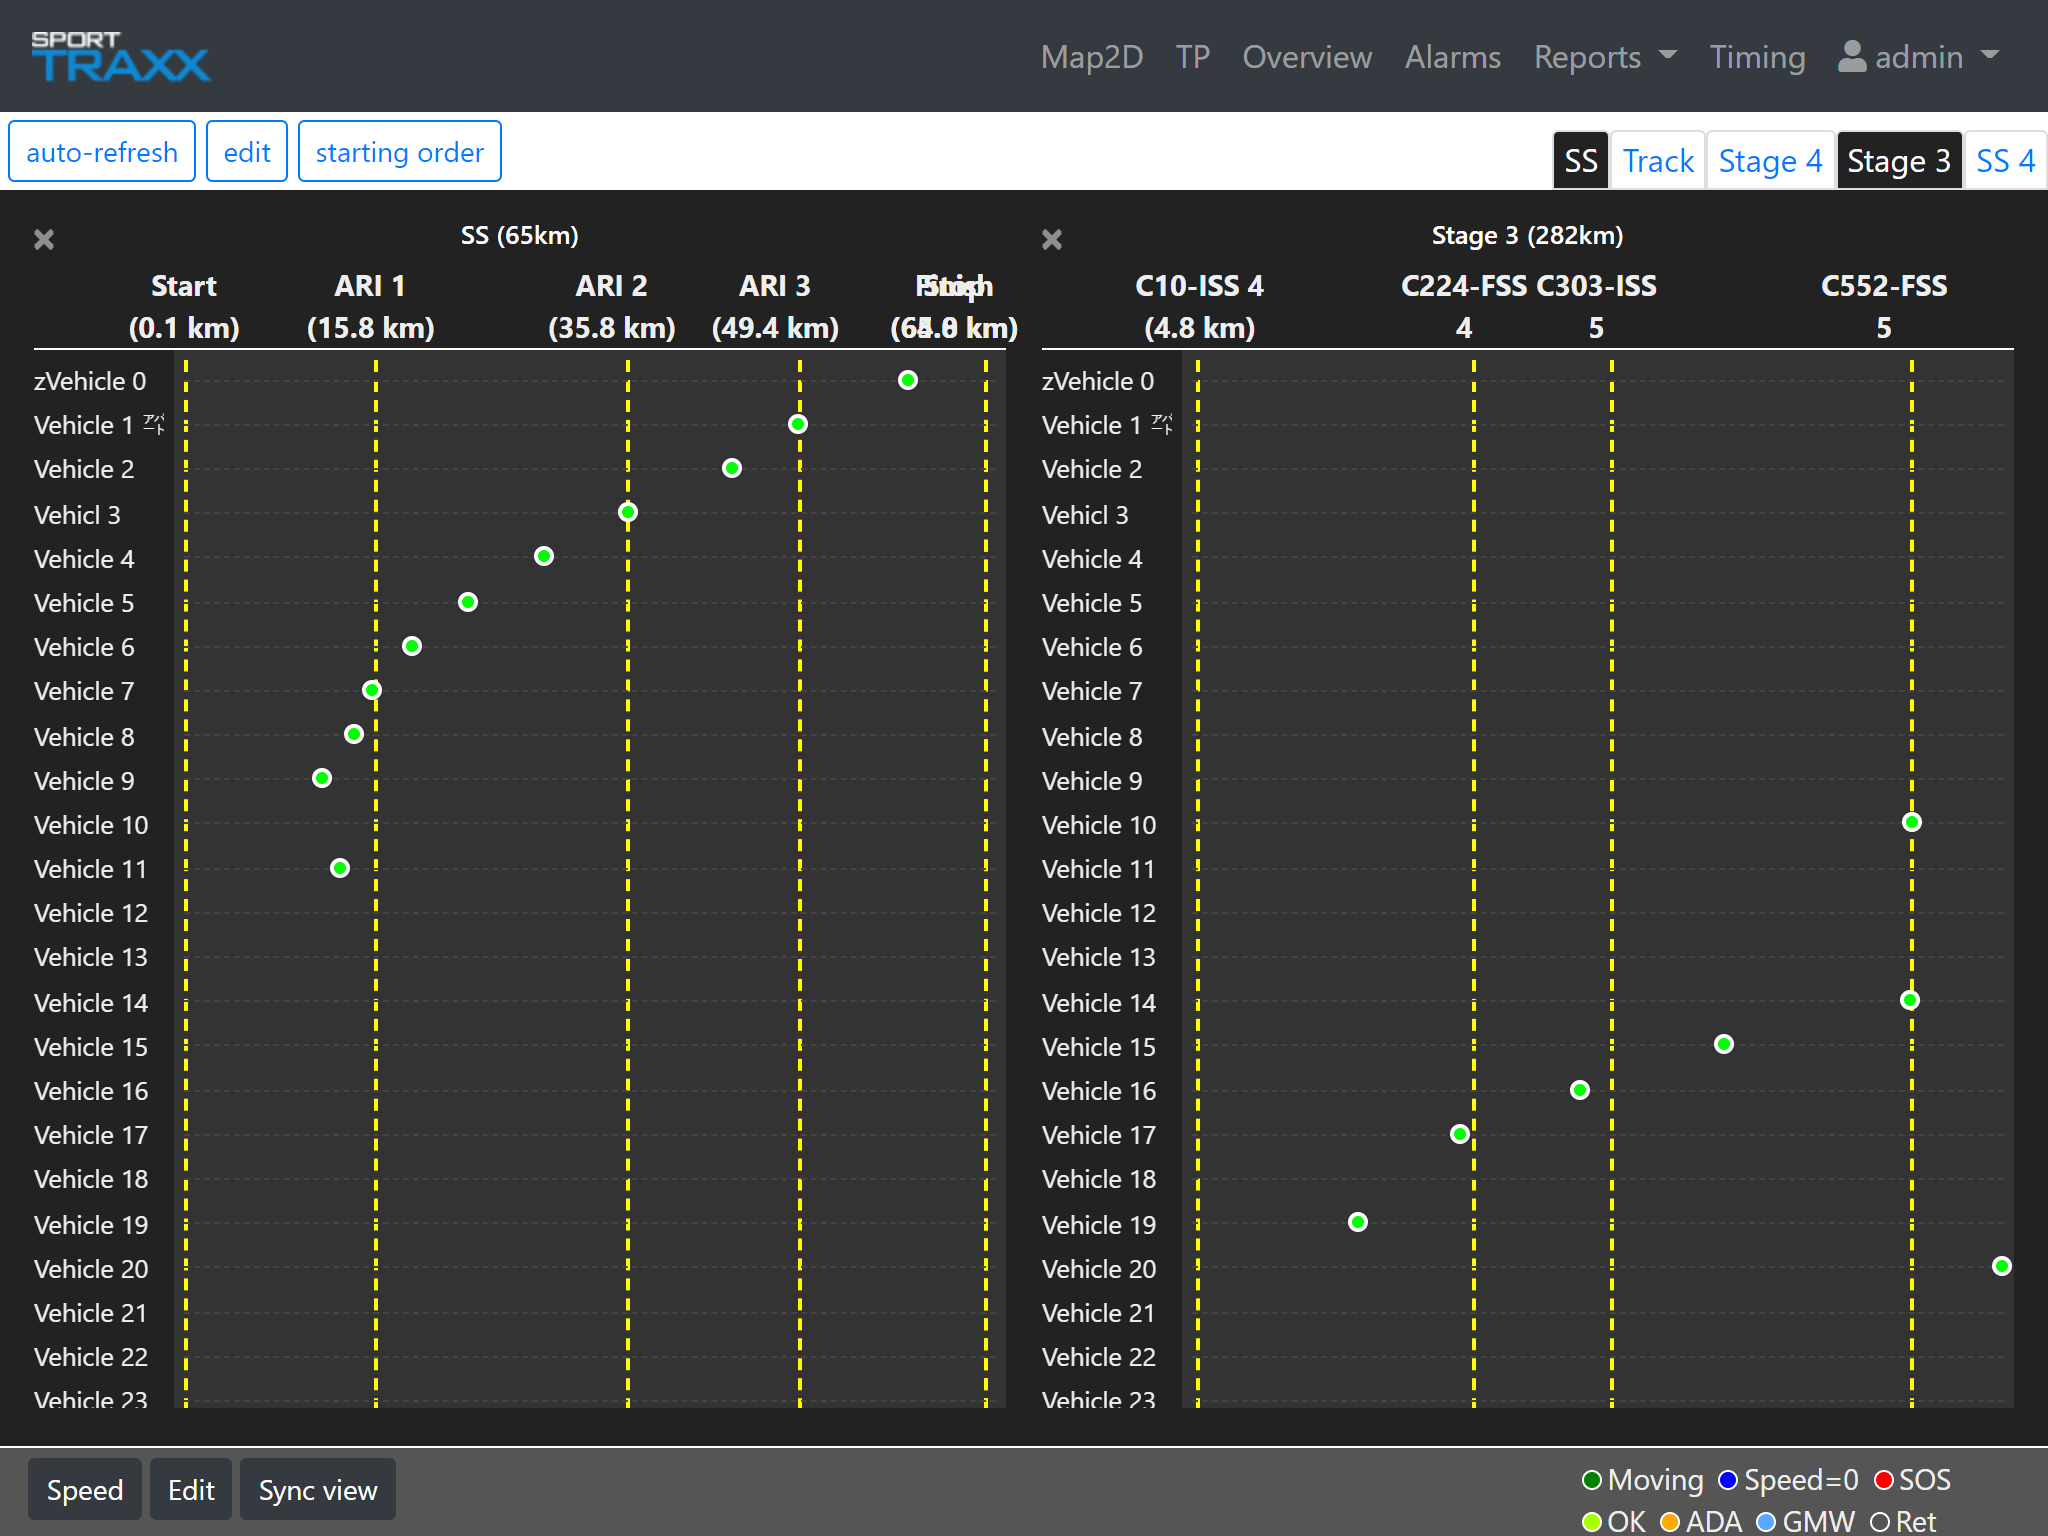 SPORT
TRAXX
Map2D TP Overview Alarms Reports Timing admin
auto-refresh edit starting order
SS Track Stage 4 Stage 3 SS 4
SS (65km)
Start ARI 1 ARI 2 ARI 3
(0.1 km) (15.8 km) (35.8 km) (49.4 km)
zVehicle 0
Vehicle 1 アパート
Vehicle 2
Vehicl 3
Vehicle 4
Vehicle 5
Vehicle 6
Vehicle 7
Vehicle 8
Vehicle 9
Vehicle 10
Vehicle 11
Vehicle 12
Vehicle 13
Vehicle 14
Vehicle 15
Vehicle 16
Vehicle 17
Vehicle 18
Vehicle 19
Vehicle 20
Vehicle 21
Vehicle 22
Vehicle 23
Stage 3 (282km)
C10-ISS 4 C224-FSS C303-ISS C552-FSS
(4.8 km) 4 5 5
zVehicle 0
Vehicle 1 アパート
Vehicle 2
Vehicl 3
Vehicle 4
Vehicle 5
Vehicle 6
Vehicle 7
Vehicle 8
Vehicle 9
Vehicle 10
Vehicle 11
Vehicle 12
Vehicle 13
Vehicle 14
Vehicle 15
Vehicle 16
Vehicle 17
Vehicle 18
Vehicle 19
Vehicle 20
Vehicle 21
Vehicle 22
Vehicle 23
Speed Edit Sync view
Moving Speed=0 SOS
OK ADA GMW Ret